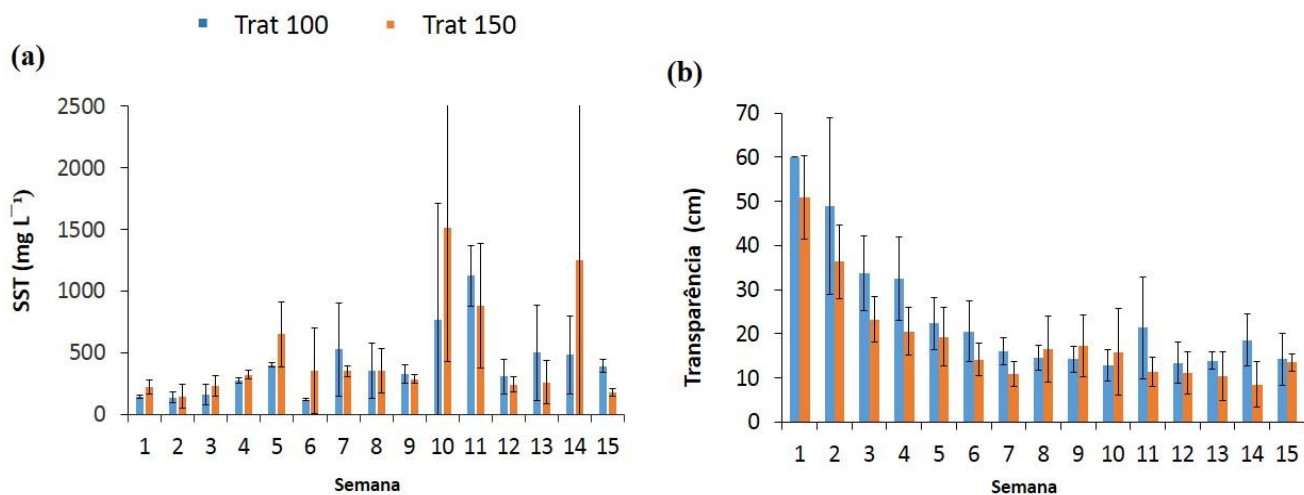 Trat 100 Trat 150
(a)
SST (mg L⁻¹)
2500
2000
1500
1000
500
0
1 2 3 4 5 6 7 8 9 10 11 12 13 14 15
Semana
(b)
Transparência (cm)
70
60
50
40
30
20
10
0
1 2 3 4 5 6 7 8 9 10 11 12 13 14 15
Semana